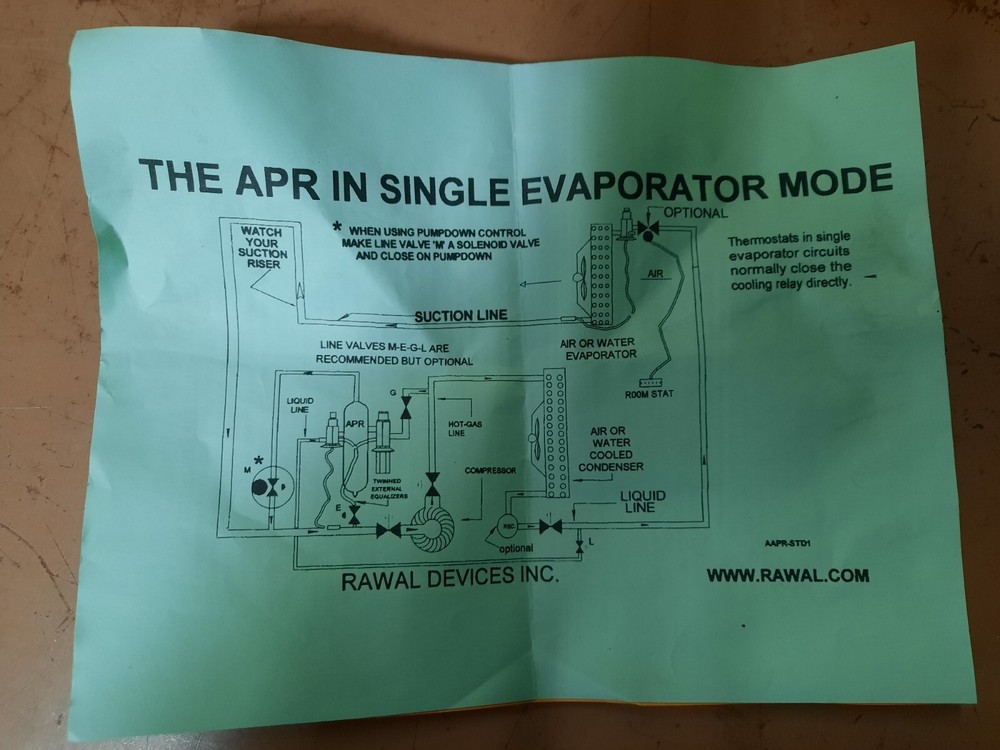 THE APR IN SINGLE EVAPORATOR MODE
OPTIONAL
WATCH
YOUR
SUCTION
RISER
* WHEN USING PUMPDOWN CONTROL
MAKE LINE VALVE 'M' A SOLENOID VALVE
AND CLOSE ON PUMPDOWN
Thermostats in single
evaporator circuits
normally close the
cooling relay directly.
AIR
SUCTION LINE
AIR OR WATER
EVAPORATOR
LINE VALVES M-E-G-L ARE
RECOMMENDED BUT OPTIONAL
R00M STAT
LIQUID
LINE
APR
G
HOT-GAS
LINE
AIR OR
WATER
COOLED
CONDENSER
M
*
P
TWINNED
EXTERNAL
EQUALIZERS
COMPRESSOR
E
LIQUID
LINE
REC
optional
L
AAPR-STD1
RAWAL DEVICES INC.
WWW.RAWAL.COM